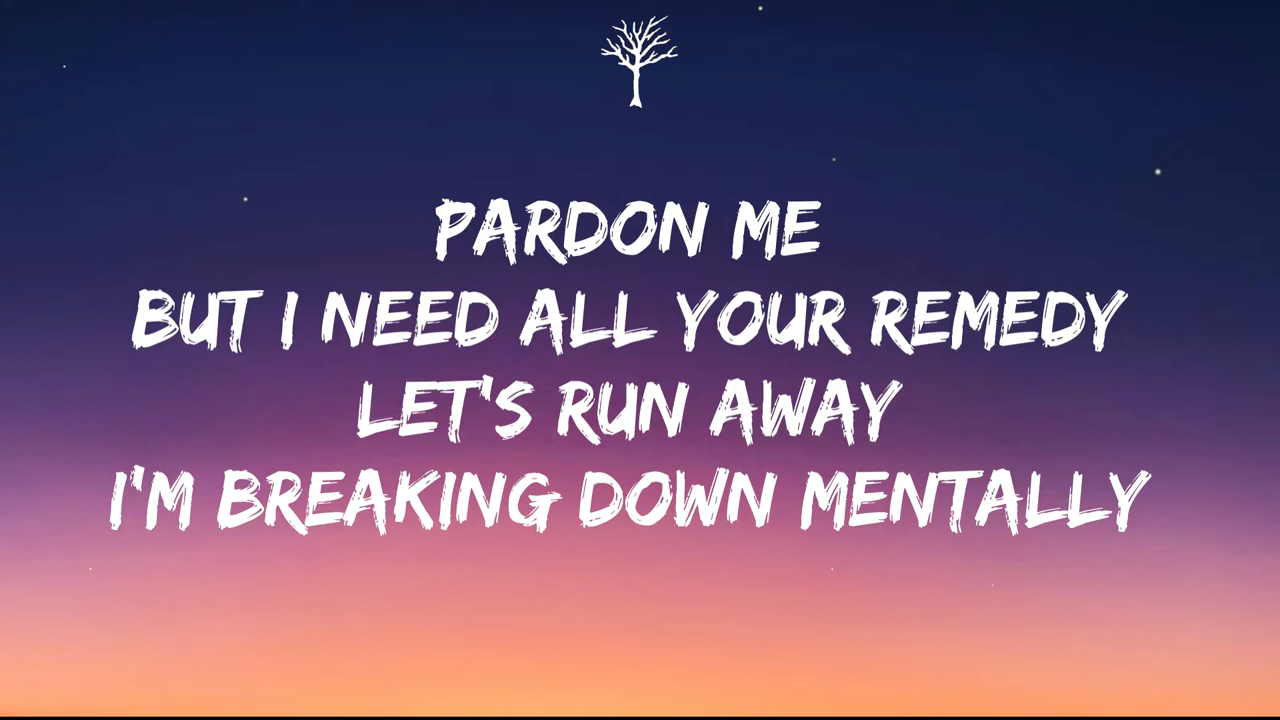 PARDON ME
BUT I NEED ALL YOUR REMEDY
LET'S RUN AWAY
I'M BREAKING DOWN MENTALLY